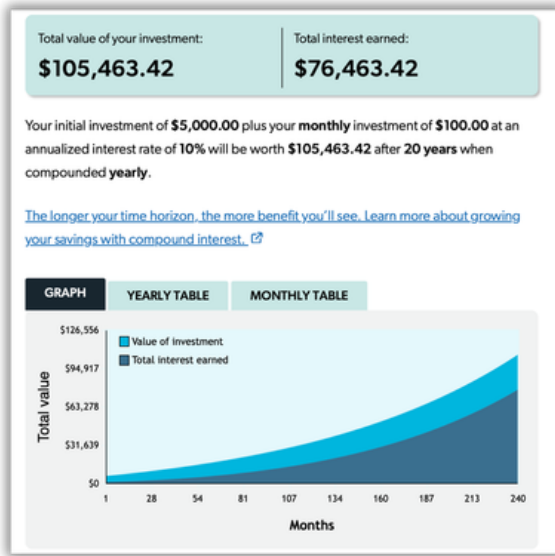 Total value of your investment:
$105,463.42
Total interest earned:
$76,463.42
Your initial investment of $5,000.00 plus your monthly investment of $100.00 at an
annualized interest rate of 10% will be worth $105,463.42 after 20 years when
compounded yearly.
The longer your time horizon, the more benefit you'll see. Learn more about growing
your savings with compound interest.
GRAPH
YEARLY TABLE
MONTHLY TABLE
Total value
$126,556
$94,917
$63,278
$31,639
$0
Value of investment
Total interest earned
1 28 54 81 107 134 160 187 213 240
Months